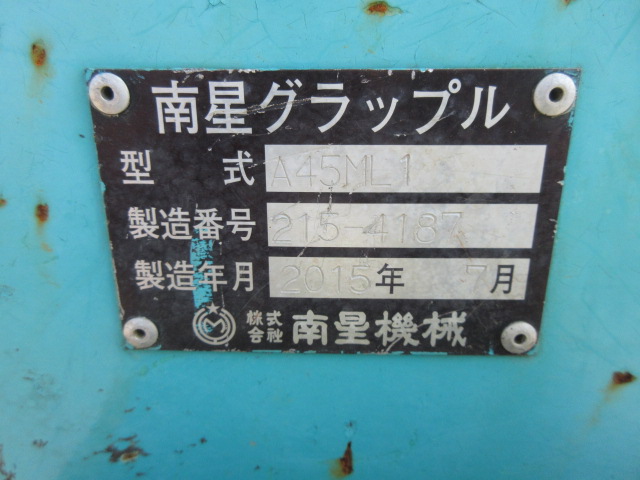 南星グラップル
型 式 A45ML1
製造番号 215-4187
製造年月 2015年 7月
株式会社 南星機械